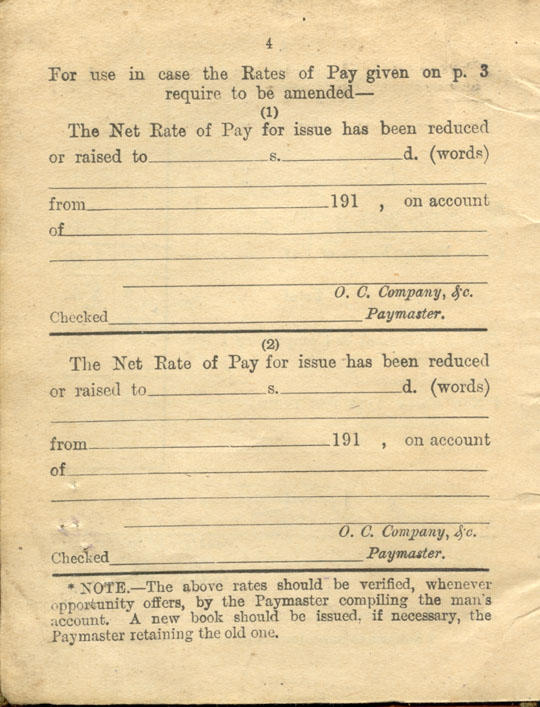 4
For use in case the Rates of Pay given on p. 3
require to be amended—
(1)
The Net Rate of Pay for issue has been reduced
or raised to s. d. (words)
from 191 , on account
of
O. C. Company, &c.
Checked Paymaster.
(2)
The Net Rate of Pay for issue has been reduced
or raised to s. d. (words)
from 191 , on account
of
O. C. Company, &c.
Checked Paymaster.
* NOTE.—The above rates should be verified, whenever
opportunity offers, by the Paymaster compiling the man's
account. A new book should be issued, if necessary, the
Paymaster retaining the old one.